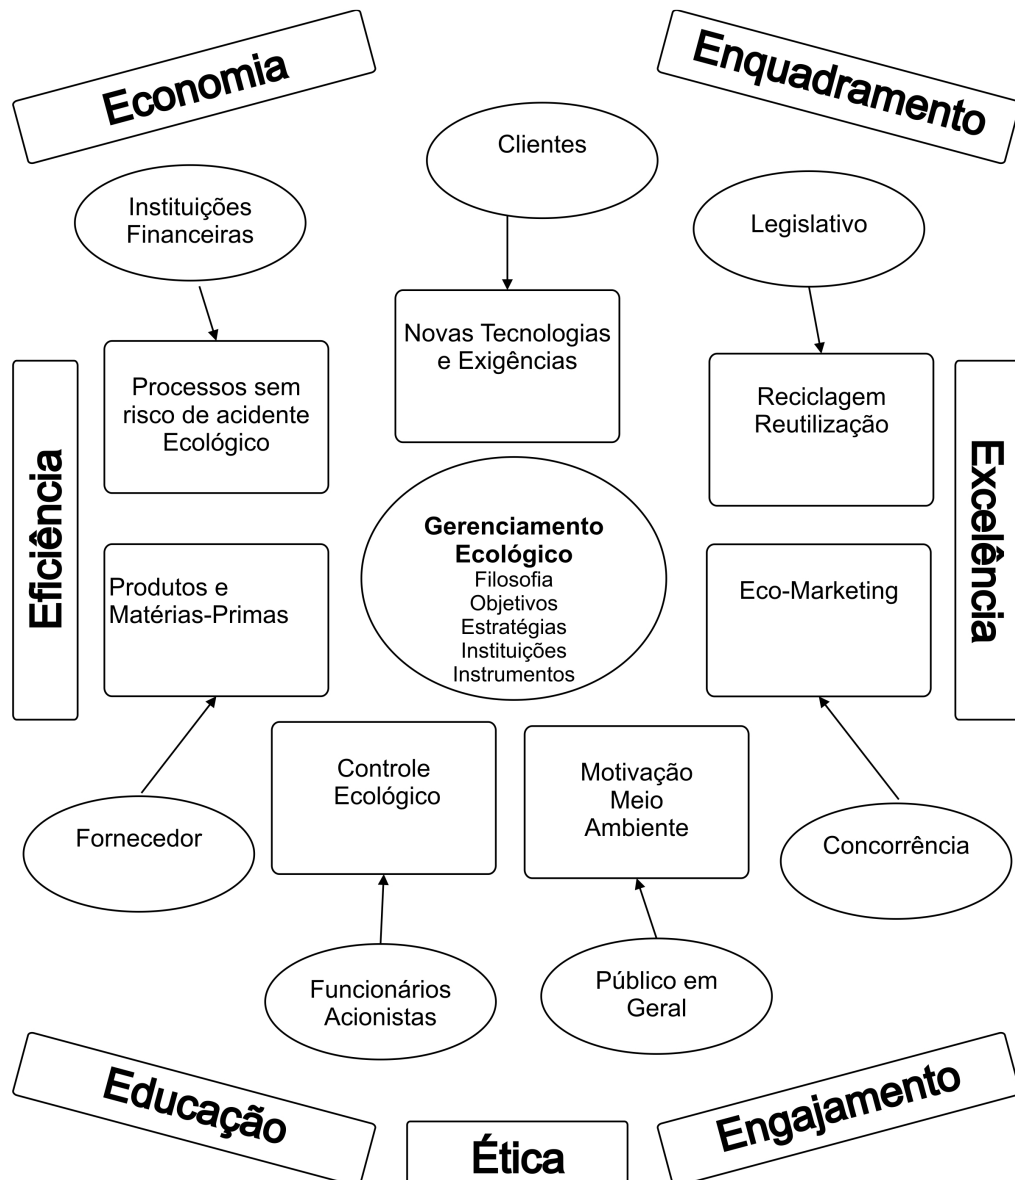 Economia
Enquadramento
Clientes
Instituições
Financeiras
Legislativo
Novas Tecnologias
e Exigências
Processos sem
risco de acidente
Ecológico
Reciclagem
Reutilização
Eficiência
Excelência
Gerenciamento
Ecológico
Filosofia
Objetivos
Estratégias
Instituições
Instrumentos
Produtos e
Matérias-Primas
Eco-Marketing
Controle
Ecológico
Motivação
Meio
Ambiente
Fornecedor
Concorrência
Funcionários
Acionistas
Público em
Geral
Educação
Ética
Engajamento